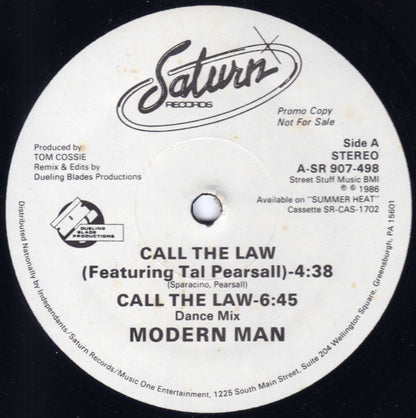 Saturn
RECORDS
Promo Copy
Not For Sale
Produced by:
TOM COSSIE
Remix & Edits by
Dueling Blades Productions
Side A
STEREO
A-SR 907-498
Street Stuff Music BMI
℗ © 1986
Available on "SUMMER HEAT"
Cassette SR-CAS-1702
DUELING
BLADE
PRODUCTIONS
CALL THE LAW
(Featuring Tal Pearsall)-4:38
(Sparacino, Pearsall)
CALL THE LAW-6:45
Dance Mix
MODERN MAN
Distributed Nationally by Independants/Saturn Records/Music One Entertainment, 1225 South Main Street, Suite 204 Wellington Square, Greensburgh, PA 15601